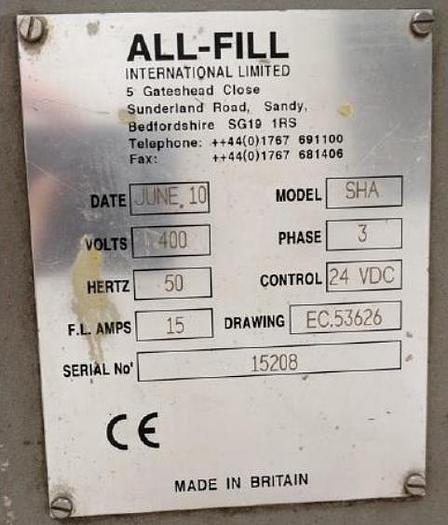 ALL-FILL
INTERNATIONAL LIMITED
5 Gateshead Close
Sunderland Road, Sandy,
Bedfordshire SG19 1RS
Telephone: ++44(0)1767 691100
Fax: ++44(0)1767 681406
DATE JUNE.10 MODEL SHA
VOLTS 400 PHASE 3
HERTZ 50 CONTROL 24 VDC
F.L. AMPS 15 DRAWING EC.53626
SERIAL No' 15208
CE
MADE IN BRITAIN